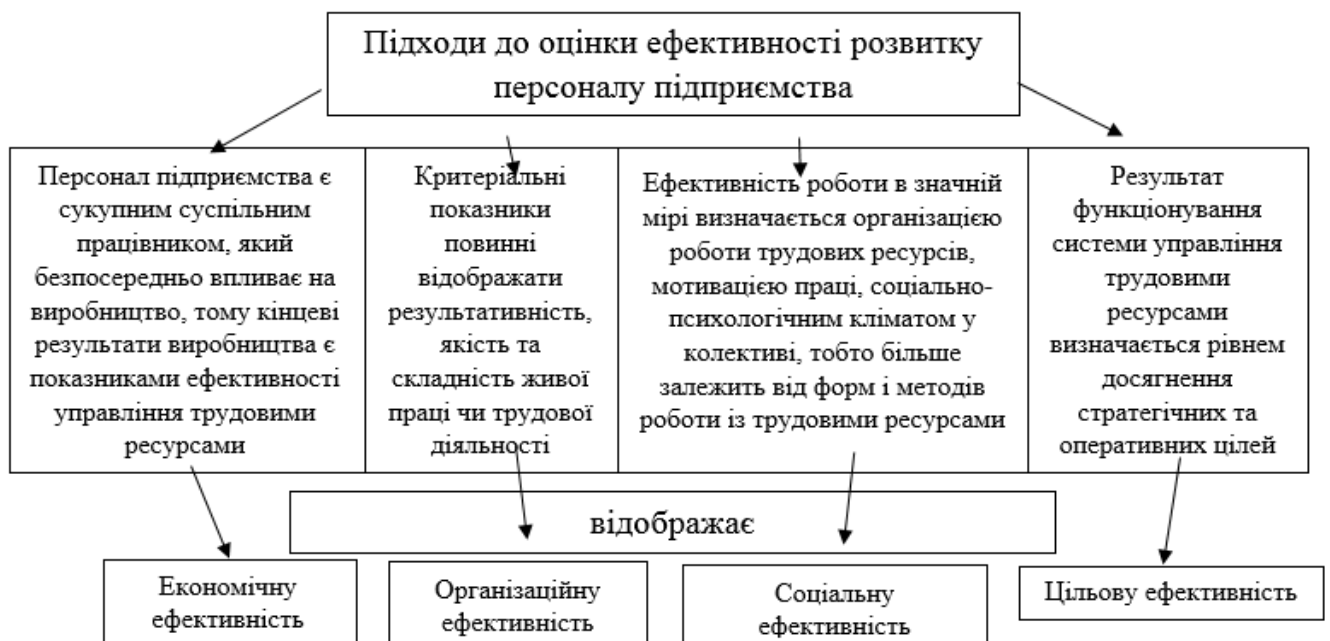 Підходи до оцінки ефективності розвитку
персоналу підприємства
Персонал підприємства є
сукупним суспільним
працівником, який
безпосередньо впливає на
виробництво, тому кінцеві
результати виробництва є
показниками ефективності
управління трудовими
ресурсами
Критеріальні
показники
повинні
відображати
результативність,
якість та
складність живої
праці чи трудової
діяльності
Ефективність роботи в значній
мірі визначається організацією
роботи трудових ресурсів,
мотивацією праці, соціально-
психологічним кліматом у
колективі, тобто більше
залежить від форм і методів
роботи із трудовими ресурсами
Результат
функціонування
системи управління
трудовими
ресурсами
визначається рівнем
досягнення
стратегічних та
оперативних цілей
відображає
Економічну
ефективність
Організаційну
ефективність
Соціальну
ефективність
Цільову ефективність